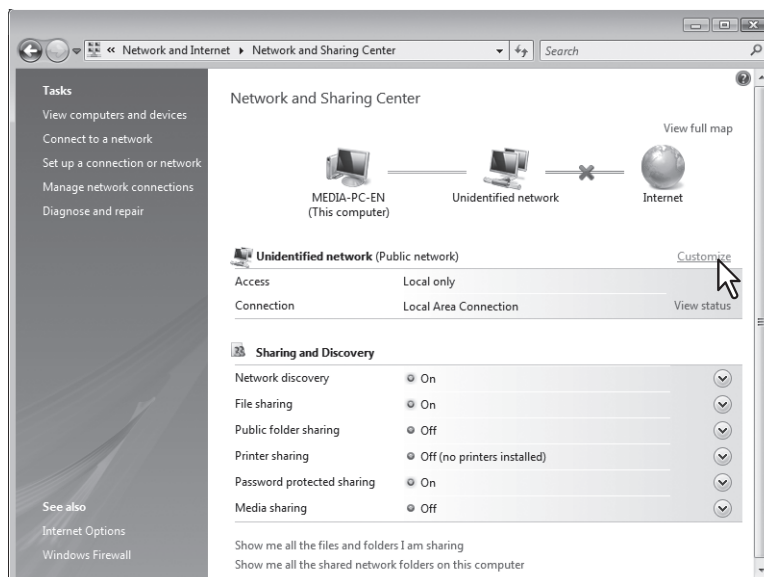 « Network and Internet ▸ Network and Sharing Center
Search
Tasks
View computers and devices
Connect to a network
Set up a connection or network
Manage network connections
Diagnose and repair
See also
Internet Options
Windows Firewall
Network and Sharing Center
View full map
MEDIA-PC-EN
(This computer)
Unidentified network
Internet
Unidentified network (Public network)
Customize
Access Local only
Connection Local Area Connection View status
Sharing and Discovery
Network discovery On
File sharing On
Public folder sharing Off
Printer sharing Off (no printers installed)
Password protected sharing On
Media sharing Off
Show me all the files and folders I am sharing
Show me all the shared network folders on this computer